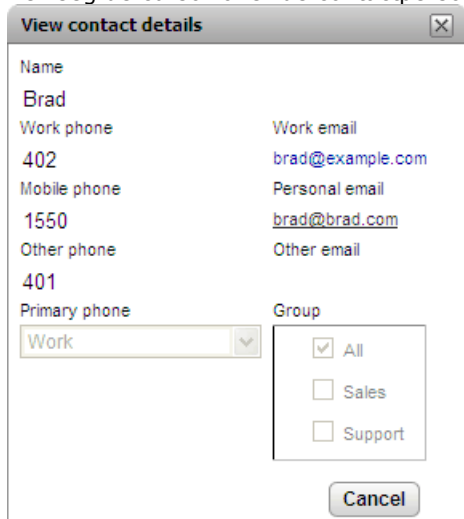 View contact details
Name
Brad
Work phone Work email
402 brad@example.com
Mobile phone Personal email
1550 brad@brad.com
Other phone Other email
401
Primary phone Group
Work All
Sales
Support
Cancel